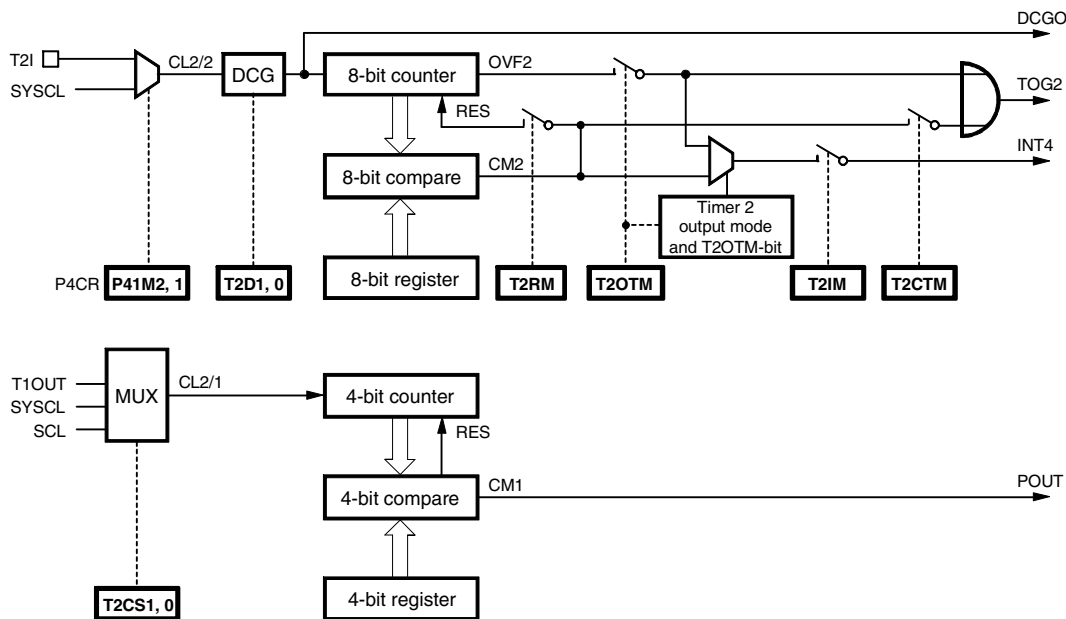 DCGO
T2I
CL2/2
DCG
8-bit counter
OVF2
TOG2
SYSCL
RES
INT4
8-bit compare
CM2
Timer 2
output mode
and T2OTM-bit
P4CR
P41M2, 1
T2D1, 0
8-bit register
T2RM
T2OTM
T2IM
T2CTM
T1OUT
SYSCL
SCL
MUX
CL2/1
4-bit counter
RES
4-bit compare
CM1
POUT
T2CS1, 0
4-bit register